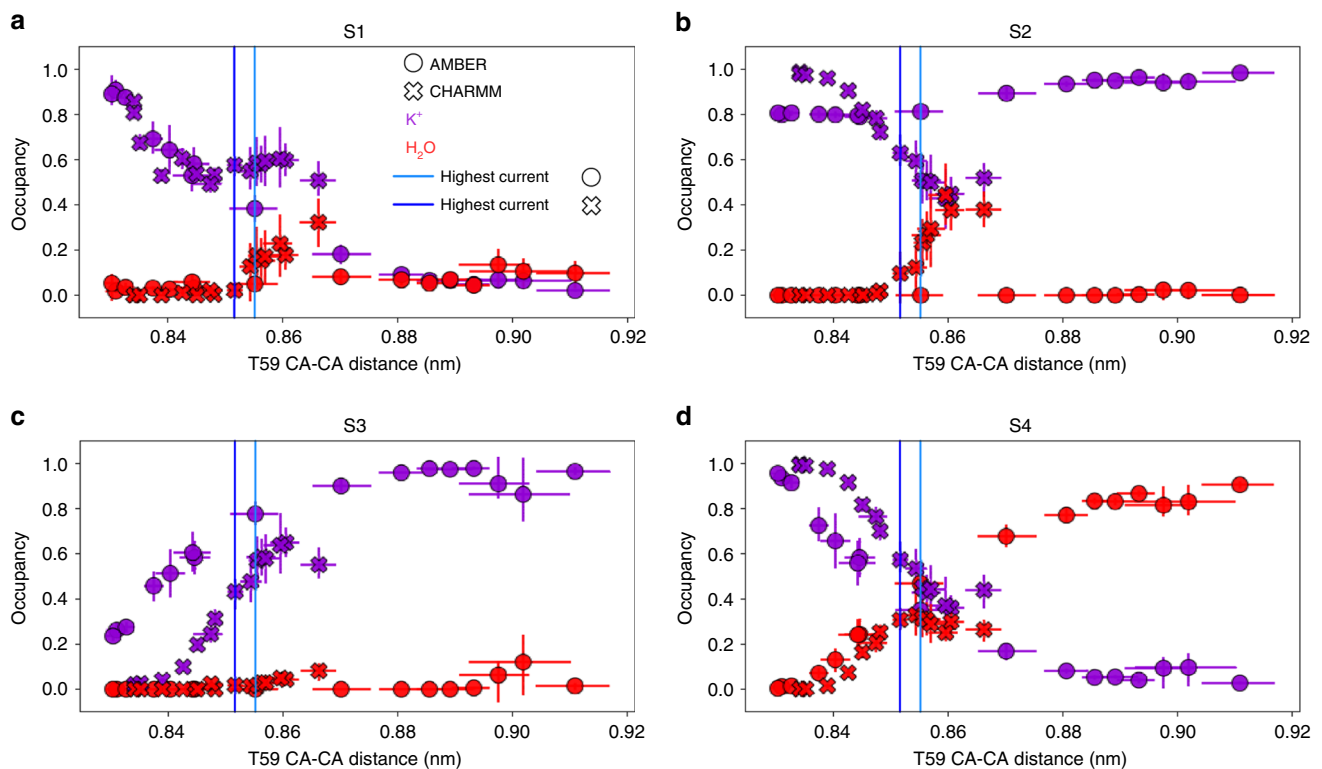 a
S1
1.0
0.8
0.6
0.4
0.2
0.0
Occupancy
AMBER
CHARMM
K+
H2O
Highest current
Highest current
0.84
0.86
0.88
0.90
0.92
T59 CA-CA distance (nm)
b
S2
1.0
0.8
0.6
0.4
0.2
0.0
Occupancy
0.84
0.86
0.88
0.90
0.92
T59 CA-CA distance (nm)
c
S3
1.0
0.8
0.6
0.4
0.2
0.0
Occupancy
0.84
0.86
0.88
0.90
0.92
T59 CA-CA distance (nm)
d
S4
1.0
0.8
0.6
0.4
0.2
0.0
Occupancy
0.84
0.86
0.88
0.90
0.92
T59 CA-CA distance (nm)